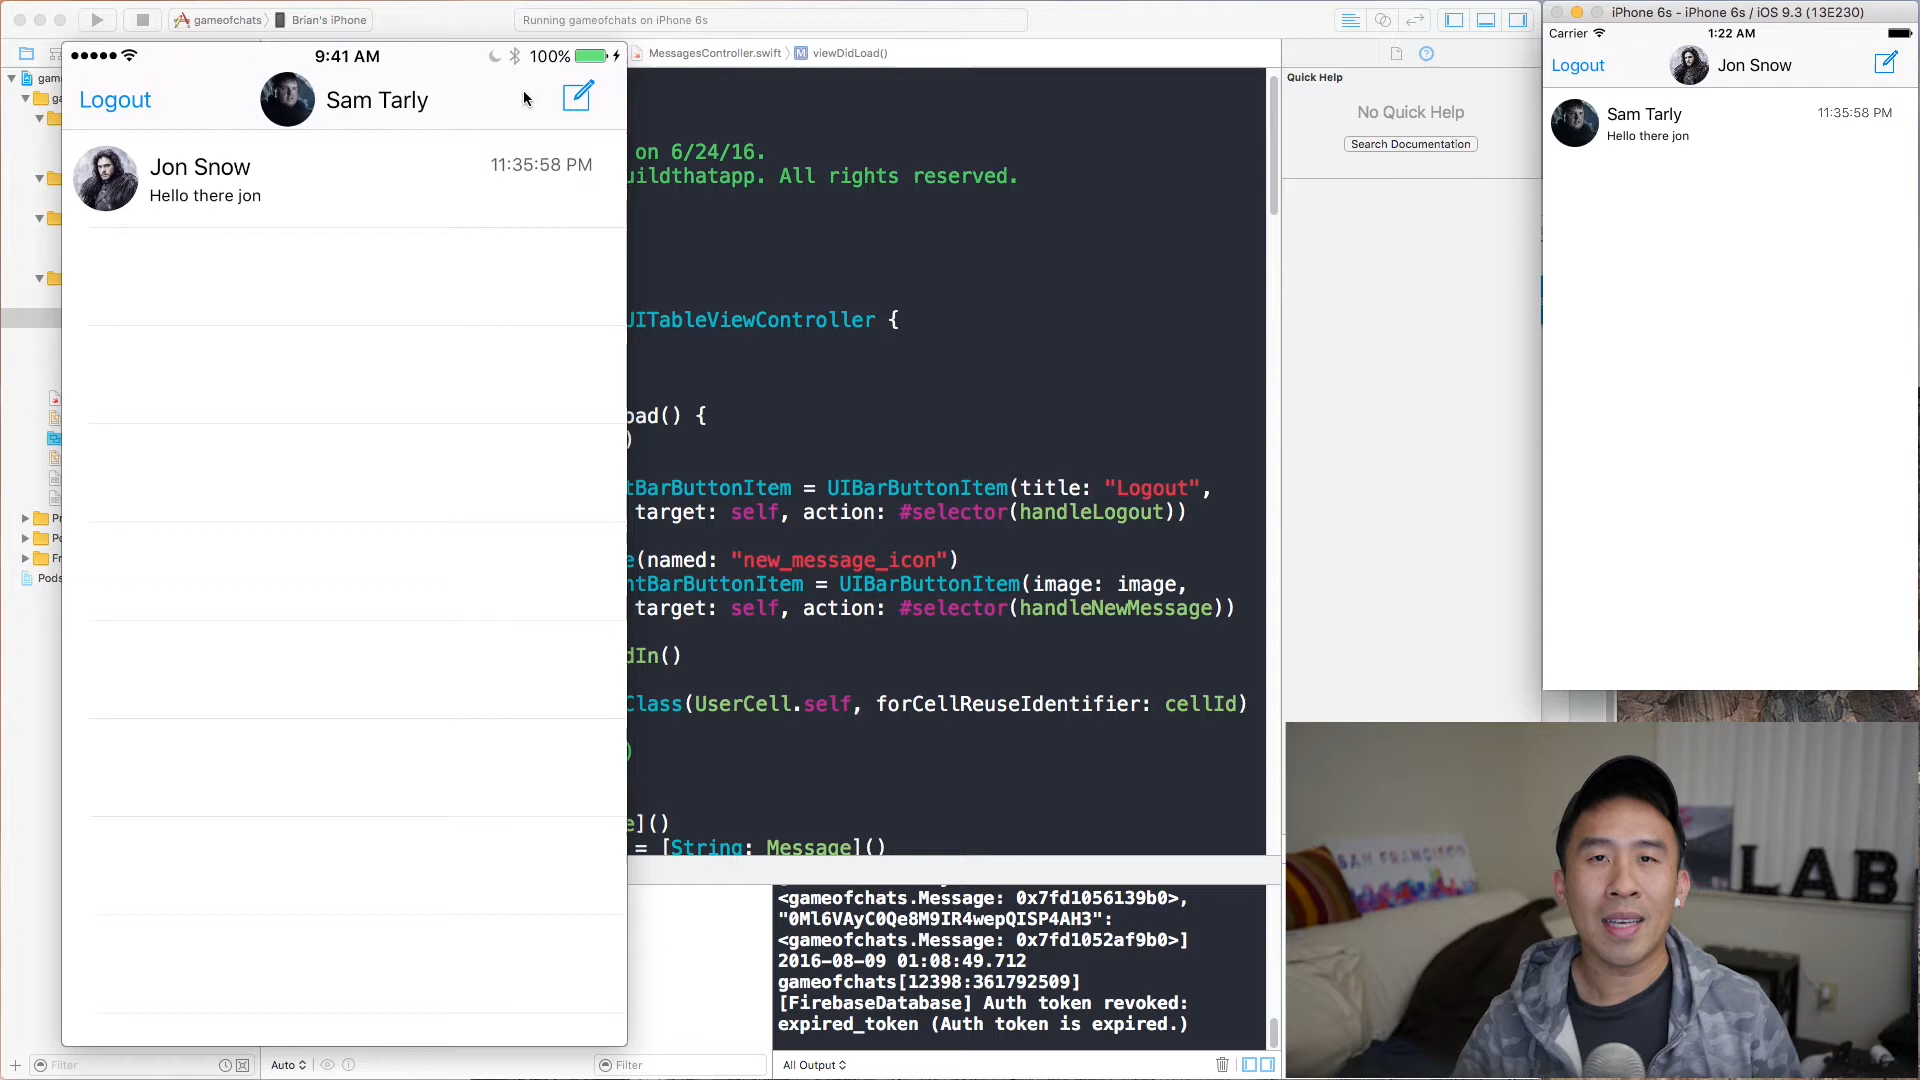 gameofchats
Brian's iPhone
Running gameofchats on iPhone 6s
MessagesController.swift
viewDidLoad()
9:41 AM
100%
Logout
Sam Tarly
Jon Snow
11:35:58 PM
Hello there jon
on 6/24/16.
uildthatapp. All rights reserved.
UITableViewController {
oad() {
)
tBarButtonItem = UIBarButtonItem(title: "Logout",
target: self, action: #selector(handleLogout))
e(named: "new_message_icon")
ntBarButtonItem = UIBarButtonItem(image: image,
target: self, action: #selector(handleNewMessage))
dIn()
Class(UserCell.self, forCellReuseIdentifier: cellId)
)
e]()
= [String: Message]()
<gameofchats.Message: 0x7fd1056139b0>,
"0Ml6VAyC0Qe8M9IR4wepQISP4AH3":
<gameofchats.Message: 0x7fd1052af9b0>]
2016-08-09 01:08:49.712
gameofchats[12398:361792509]
[FirebaseDatabase] Auth token revoked:
expired_token (Auth token is expired.)
Filter
Auto
Filter
All Output
Pods
Quick Help
No Quick Help
Search Documentation
iPhone 6s - iPhone 6s / iOS 9.3 (13E230)
Carrier
1:22 AM
Logout
Jon Snow
Sam Tarly
11:35:58 PM
Hello there jon
SAN FRANCISCO
LAB